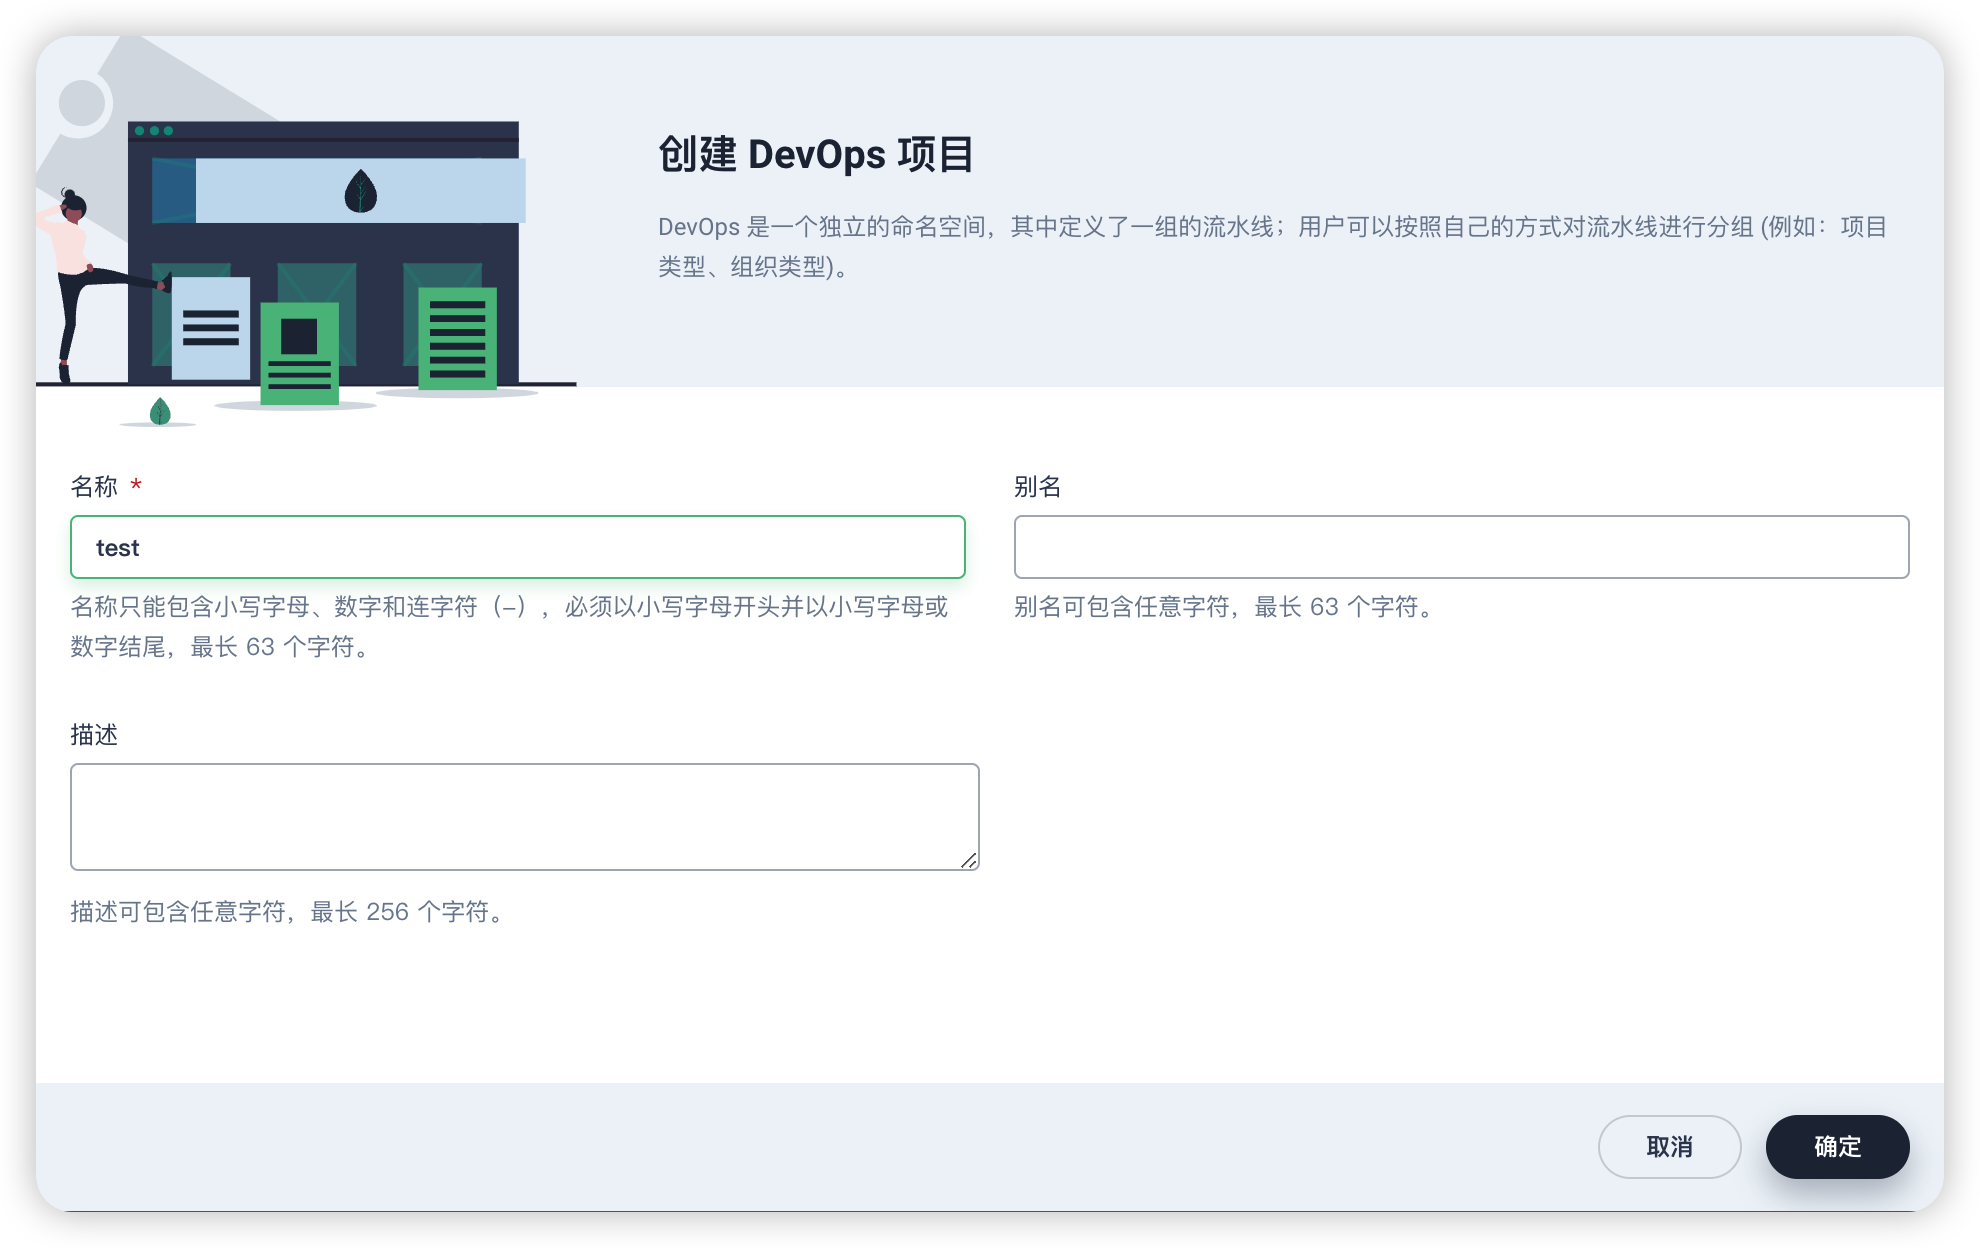 创建 DevOps 项目
DevOps 是一个独立的命名空间，其中定义了一组的流水线；用户可以按照自己的方式对流水线进行分组 (例如：项目
类型、组织类型)。
名称 *
别名
test
名称只能包含小写字母、数字和连字符（-），必须以小写字母开头并以小写字母或
数字结尾，最长 63 个字符。
别名可包含任意字符，最长 63 个字符。
描述
描述可包含任意字符，最长 256 个字符。
取消
确定